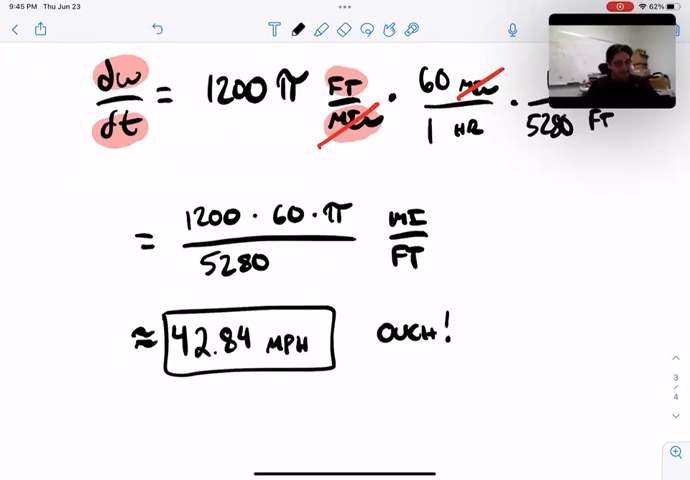 9:45 PM Thu Jun 23
62%
dw/dt = 1200 π FT/MIN · 60 MIN/1 HR · /5280 FT
= 1200 · 60 · π/5280 MI/FT
≈ 42.84 MPH OUCH!
3
/
4